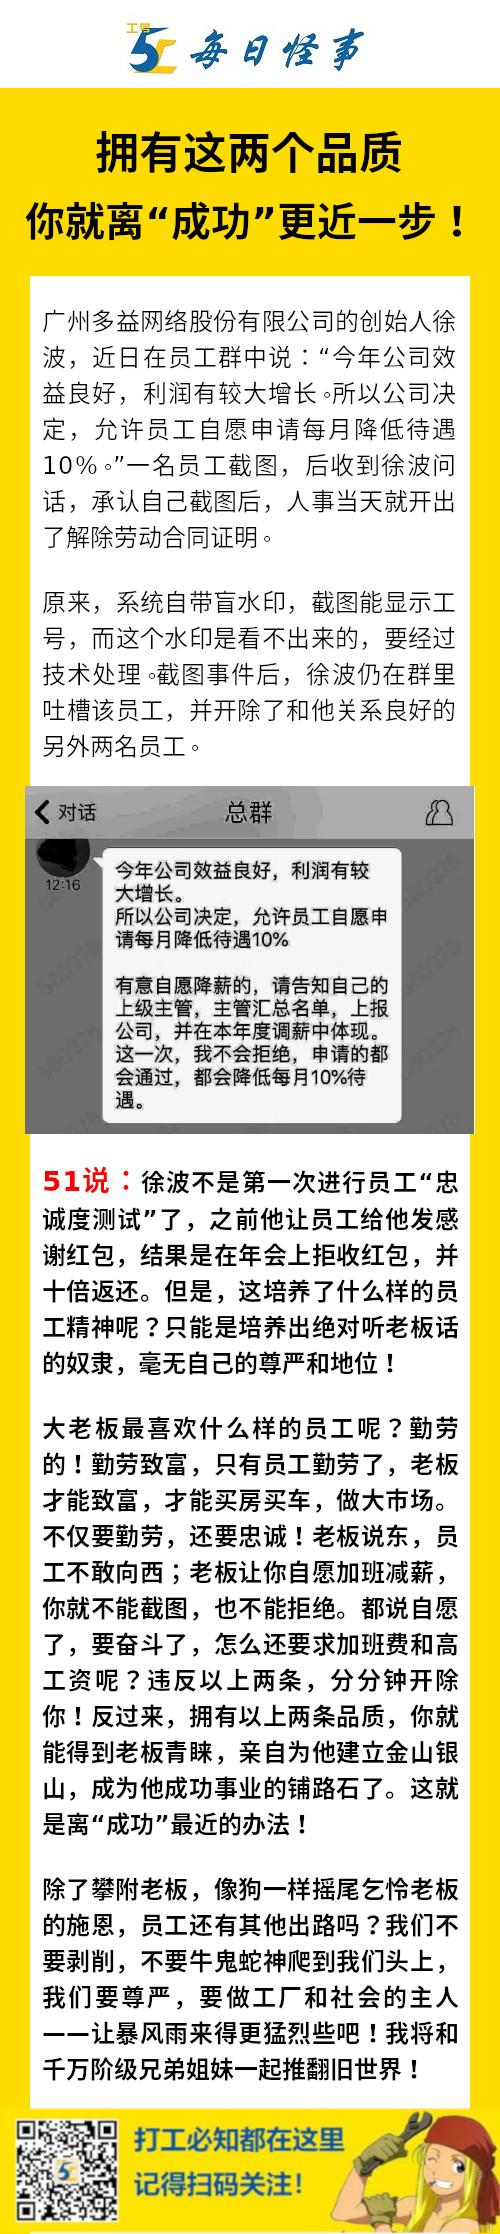 工号
51
每日怪事
拥有这两个品质
你就离“成功”更近一步！
广州多益网络股份有限公司的创始人徐
波，近日在员工群中说：“今年公司效
益良好，利润有较大增长。所以公司决
定，允许员工自愿申请每月降低待遇
10%。”一名员工截图，后收到徐波问
话，承认自己截图后，人事当天就开出
了解除劳动合同证明。
原来，系统自带盲水印，截图能显示工
号，而这个水印是看不出来的，要经过
技术处理。截图事件后，徐波仍在群里
吐槽该员工，并开除了和他关系良好的
另外两名员工。
对话
总群
12:16
今年公司效益良好，利润有较
大增长。
所以公司决定，允许员工自愿申
请每月降低待遇10%
有意自愿降薪的，请告知自己的
上级主管，主管汇总名单，上报
公司，并在本年度调薪中体现。
这一次，我不会拒绝，申请的都
会通过，都会降低每月10%待
遇。
51说：徐波不是第一次进行员工“忠
诚度测试”了，之前他让员工给他发感
谢红包，结果是在年会上拒收红包，并
十倍返还。但是，这培养了什么样的员
工精神呢？只能是培养出绝对听老板话
的奴隶，毫无自己的尊严和地位！
大老板最喜欢什么样的员工呢？勤劳
的！勤劳致富，只有员工勤劳了，老板
才能致富，才能买房买车，做大市场。
不仅要勤劳，还要忠诚！老板说东，员
工不敢向西；老板让你自愿加班减薪，
你就不能截图，也不能拒绝。都说自愿
了，要奋斗了，怎么还要求加班费和高
工资呢？违反以上两条，分分钟开除
你！反过来，拥有以上两条品质，你就
能得到老板青睐，亲自为他建立金山银
山，成为他成功事业的铺路石了。这就
是离“成功”最近的办法！
除了攀附老板，像狗一样摇尾乞怜老板
的施恩，员工还有其他出路吗？我们不
要剥削，不要牛鬼蛇神爬到我们头上，
我们要尊严，要做工厂和社会的主人
——让暴风雨来得更猛烈些吧！我将和
千万阶级兄弟姐妹一起推翻旧世界！
打工必知都在这里
记得扫码关注！